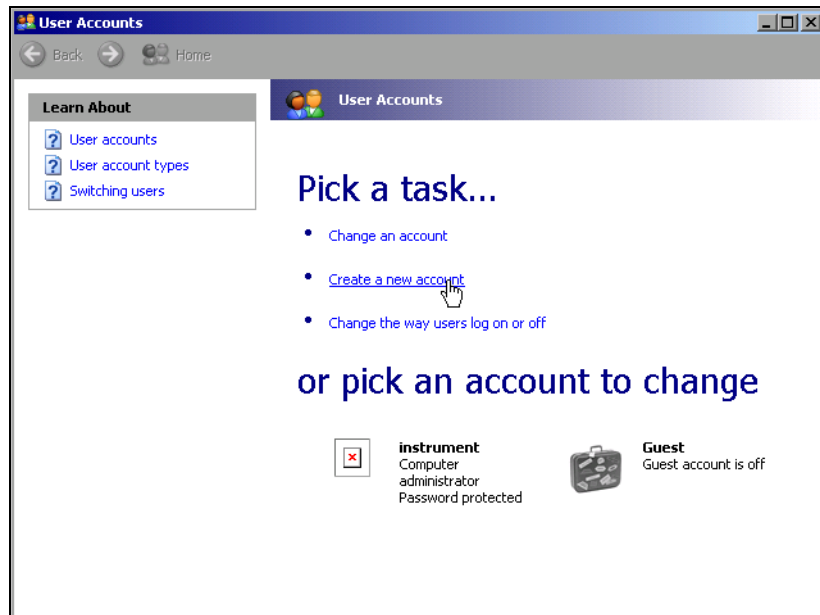 User Accounts
Back Home
Learn About
User accounts
User account types
Switching users
User Accounts
Pick a task...
Change an account
Create a new account
Change the way users log on or off
or pick an account to change
instrument
Computer
administrator
Password protected
Guest
Guest account is off